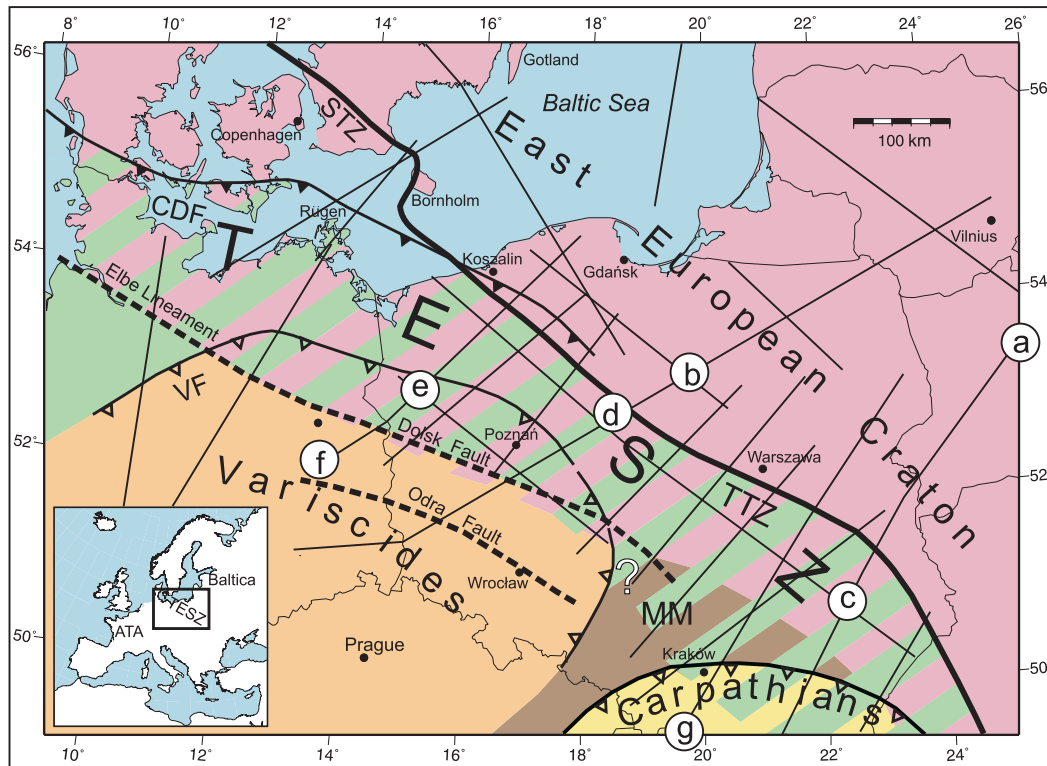 8° 10° 12° 14° 16° 18° 20° 22° 24° 26°
56°
56°
Gotland
Baltic Sea
STZ
Copenhagen
100 km
East European Craton
Bornholm
CDF
Rügen
Vilnius
TESZ
54°
54°
Koszalin
Gdańsk
Elbe Lineament
a
b
e
VF
d
52°
52°
Dolsk Fault
Poznań
Warszawa
f
Variscides
TTZ
Odra Fault
Wrocław
?
Baltica
TESZ
ATA
MM
c
50°
50°
Prague
Kraków
Carpathians
g
10° 12° 14° 16° 18° 20° 22° 24°